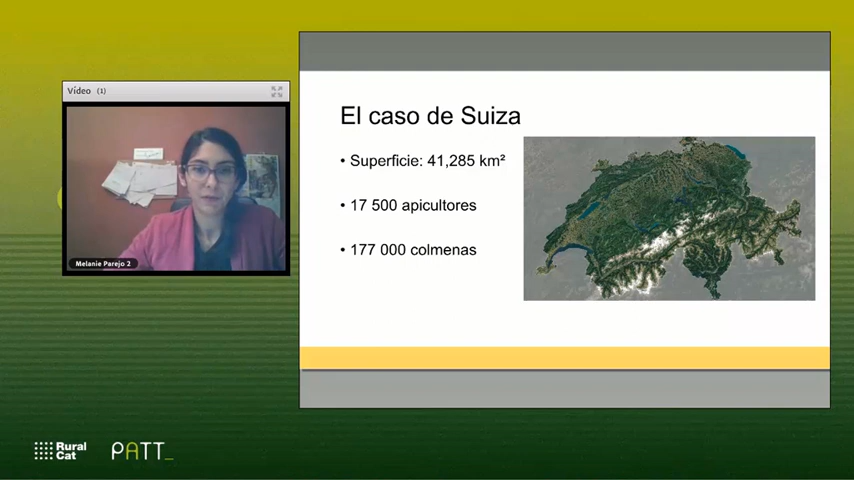 Vídeo (1)
Melanie Parejo 2
El caso de Suiza
• Superficie: 41,285 km²
• 17 500 apicultores
• 177 000 colmenas
Rural
Cat
PATT_